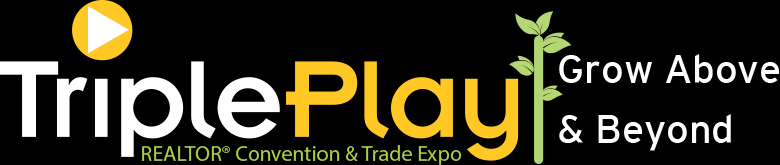 TriplePlay
REALTOR® Convention & Trade Expo
Grow Above
& Beyond